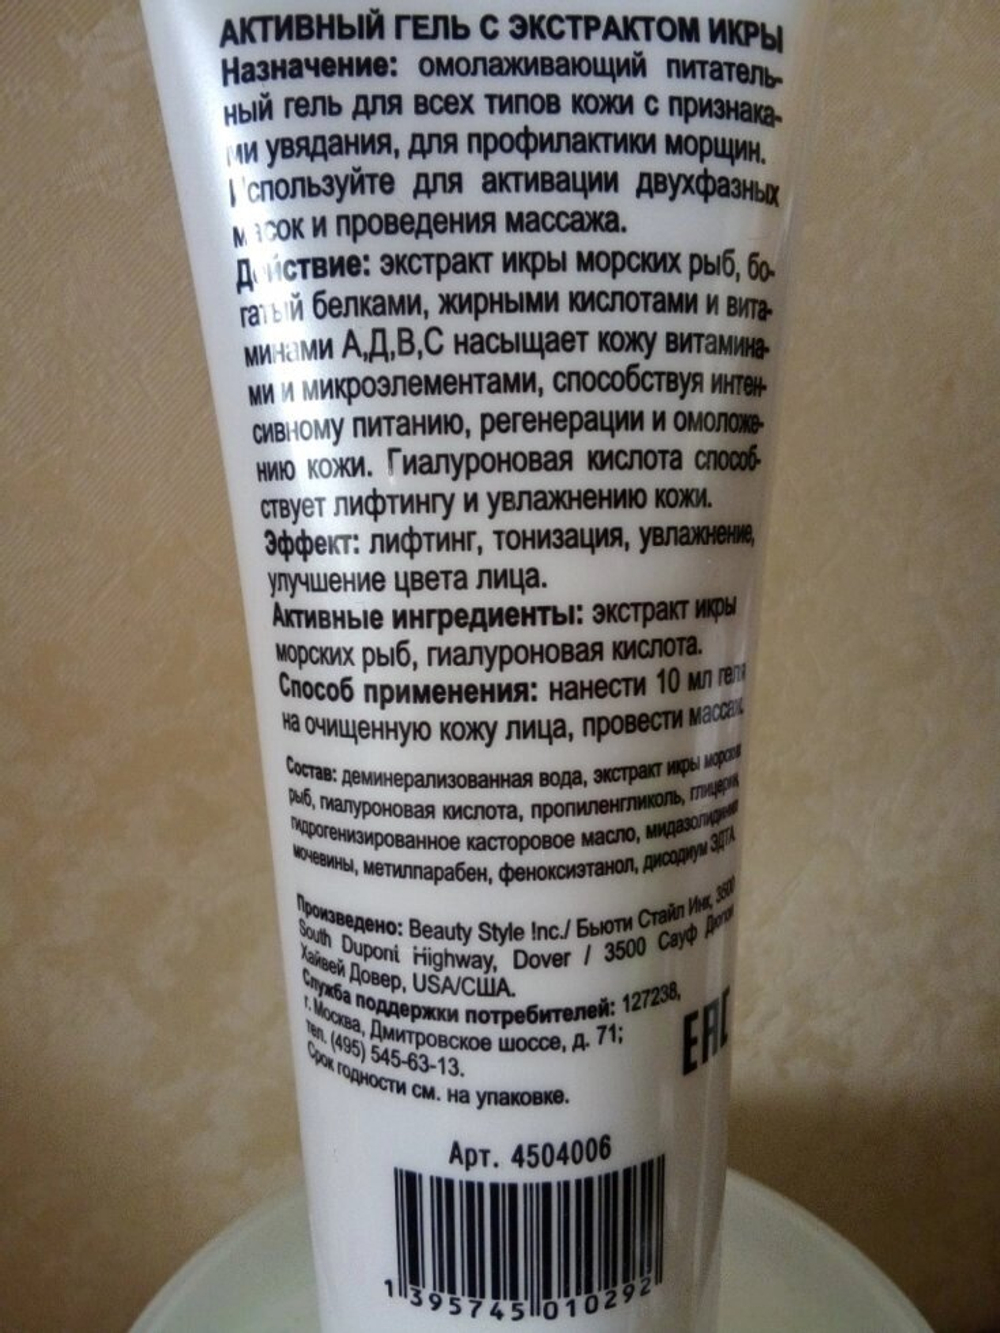 АКТИВНЫЙ ГЕЛЬ С ЭКСТРАКТОМ ИКРЫ
Назначение: омолаживающий питатель-
ный гель для всех типов кожи с признака-
ми увядания, для профилактики морщин.
Используйте для активации двухфазных
масок и проведения массажа.
Действие: экстракт икры морских рыб, бо-
гатый белками, жирными кислотами и вита-
минами А,Д,В,С насыщает кожу витамина-
ми и микроэлементами, способствуя интен-
сивному питанию, регенерации и омоложе-
нию кожи. Гиалуроновая кислота способ-
ствует лифтингу и увлажнению кожи.
Эффект: лифтинг, тонизация, увлажнение,
улучшение цвета лица.
Активные ингредиенты: экстракт икры
морских рыб, гиалуроновая кислота.
Способ применения: нанести 10 мл геля
на очищенную кожу лица, провести массаж.
Состав: деминерализованная вода, экстракт икры морских
рыб, гиалуроновая кислота, пропиленгликоль, глицерин,
гидрогенизированное касторовое масло, мидазолидинил
мочевины, метилпарабен, феноксиэтанол, дисодиум ЭДТА
Произведено: Beauty Style Inc./ Бьюти Стайл Инк, 3500
South Dupont Highway, Dover / 3500 Сауф Дюпон
Хайвей Довер, USA/США.
Служба поддержки потребителей: 127238,
г. Москва, Дмитровское шоссе, д. 71;
тел. (495) 545-63-13.
Срок годности см. на упаковке.
EAC
Арт. 4504006
1 395745 010292